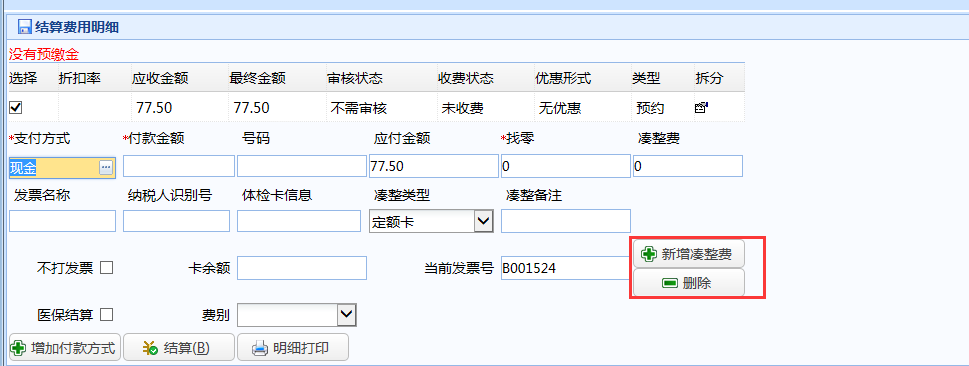 结算费用明细
没有预缴金
选择 折扣率 应收金额 最终金额 审核状态 收费状态 优惠形式 类型 拆分
77.50 77.50 不需审核 未收费 无优惠 预约
*支付方式 *付款金额 号码 应付金额 *找零 凑整费
现金 ... 77.50 0 0
发票名称 纳税人识别号 体检卡信息 凑整类型 凑整备注
定额卡
新增凑整费
不打发票 卡余额 当前发票号 B001524
删除
医保结算 费别
增加付款方式 结算(B) 明细打印